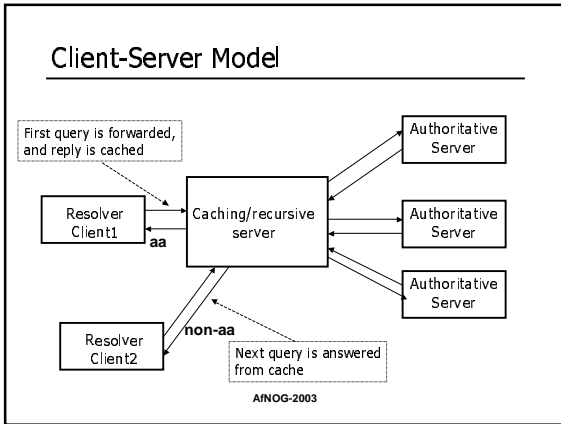 Client-Server Model
First query is forwarded,
and reply is cached
Authoritative
Server
Resolver
Client1
aa
Caching/recursive
server
Authoritative
Server
Authoritative
Server
Resolver
Client2
non-aa
Next query is answered
from cache
AfNOG-2003